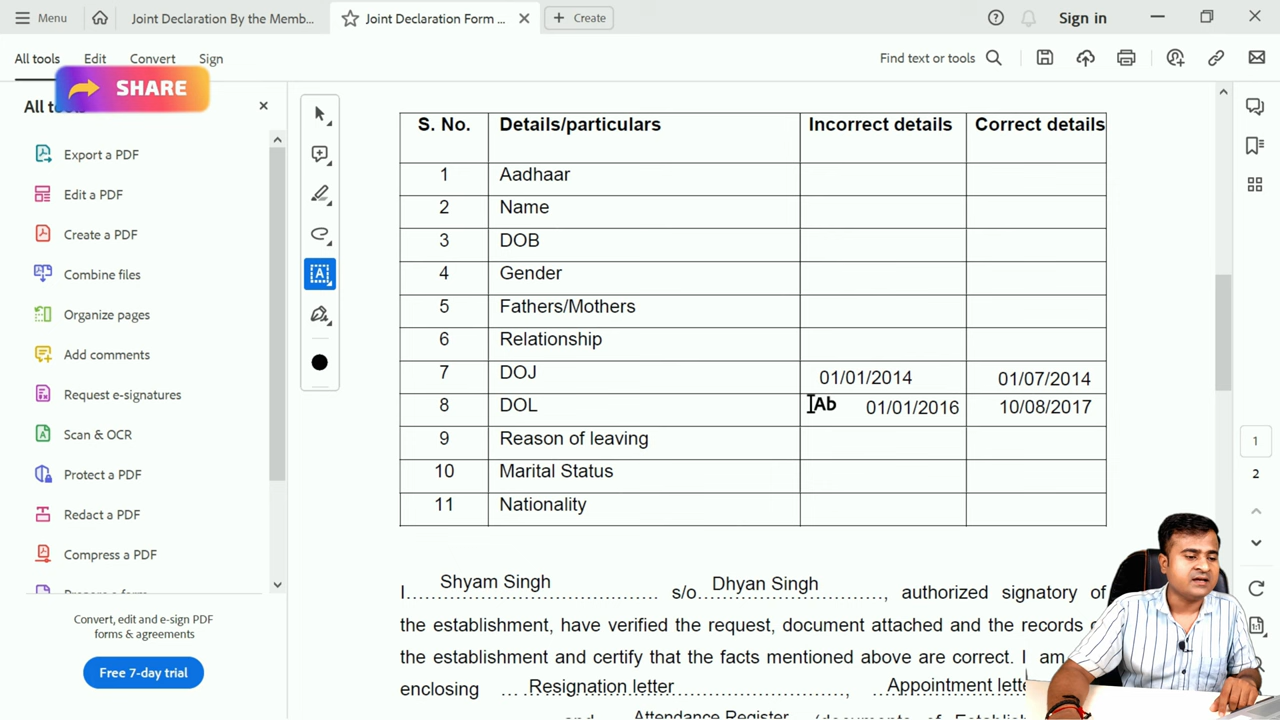 Menu
Joint Declaration By the Memb...
Joint Declaration Form ...
Create
Sign in
All tools
Edit
Convert
Sign
Find text or tools
SHARE
All
Export a PDF
Edit a PDF
Create a PDF
Combine files
Organize pages
Add comments
Request e-signatures
Scan & OCR
Protect a PDF
Redact a PDF
Compress a PDF
Convert, edit and e-sign PDF
forms & agreements
Free 7-day trial
S. No. Details/particulars Incorrect details Correct details
1 Aadhaar
2 Name
3 DOB
4 Gender
5 Fathers/Mothers
6 Relationship
7 DOJ 01/01/2014 01/07/2014
8 DOL Ab 01/01/2016 10/08/2017
9 Reason of leaving
10 Marital Status
11 Nationality
I Shyam Singh s/o Dhyan Singh, authorized signatory of
the establishment, have verified the request, document attached and the records
the establishment and certify that the facts mentioned above are correct. I am
enclosing ... Resignation letter, Appointment lette
and Attendance Register (documents of Establish
1
2